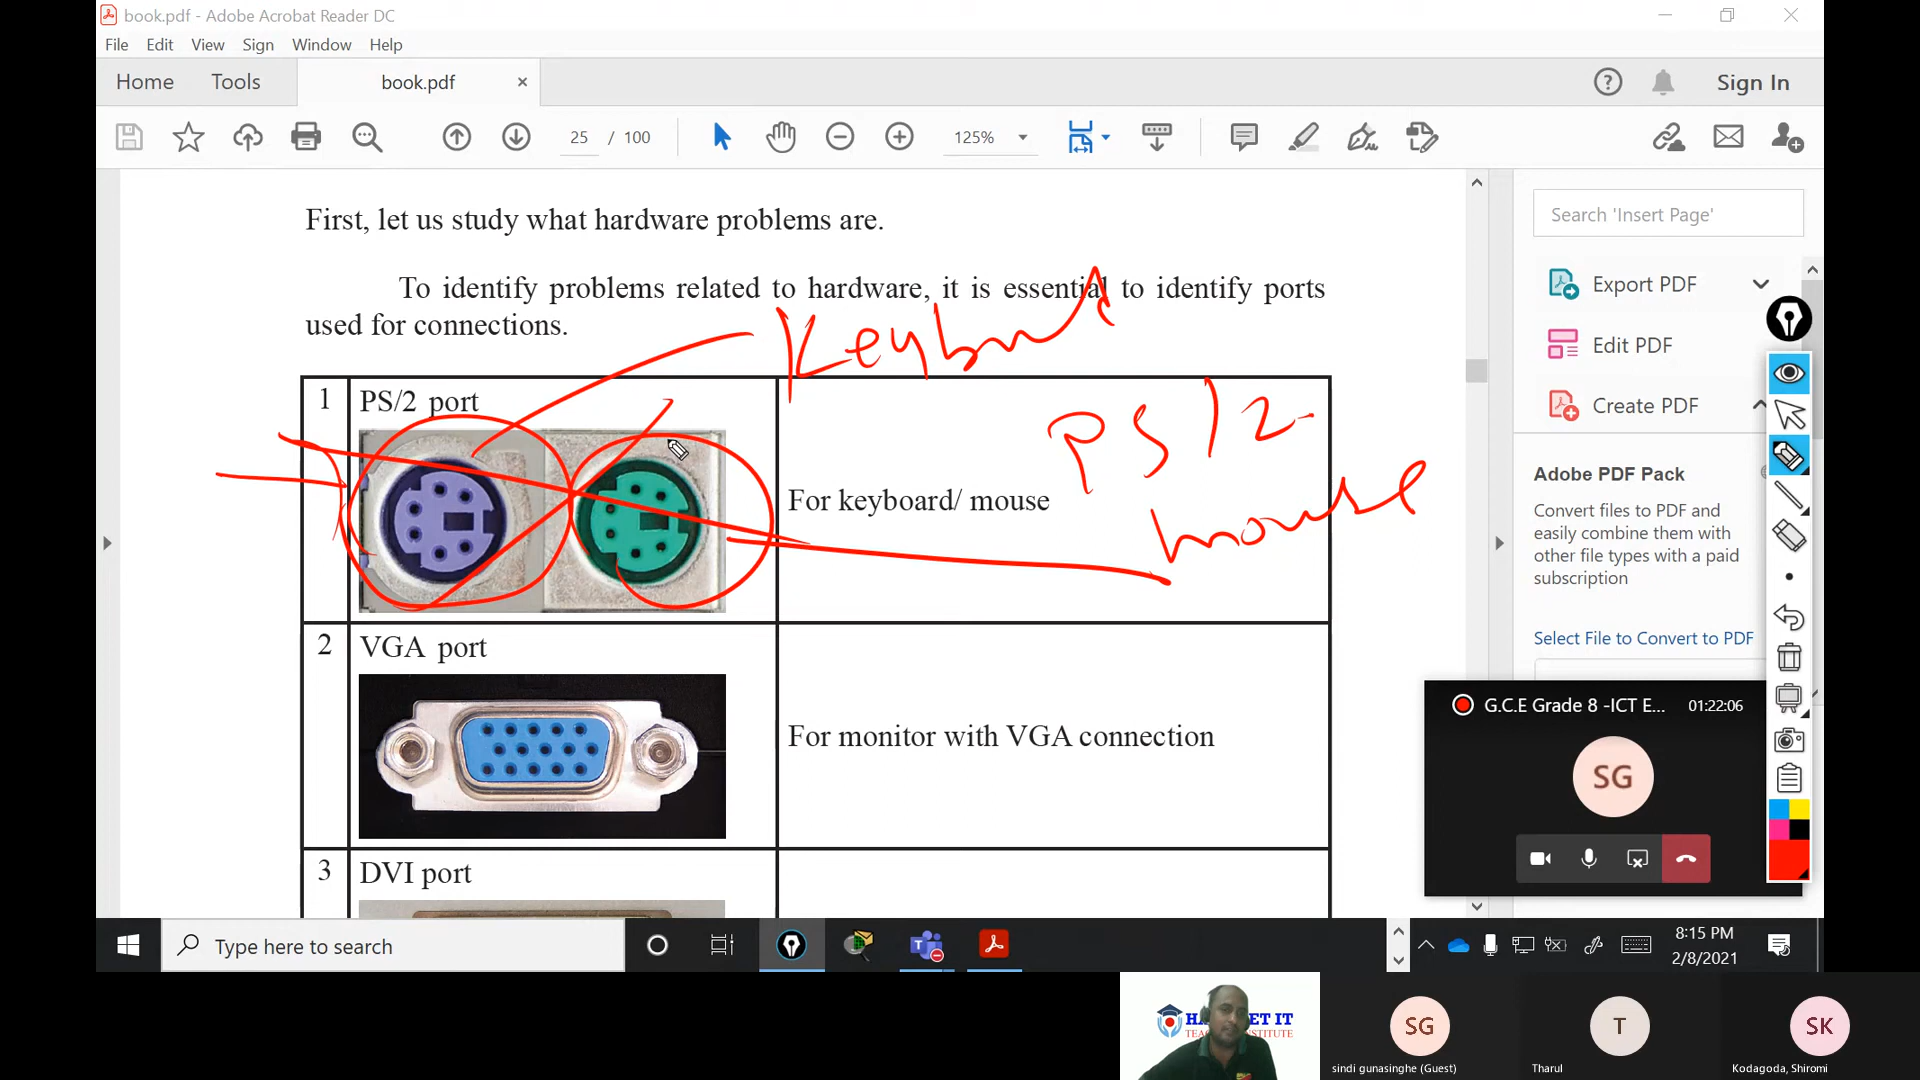 book.pdf - Adobe Acrobat Reader DC
File Edit View Sign Window Help
Home Tools book.pdf × Sign In
25 / 100 125%
First, let us study what hardware problems are.
To identify problems related to hardware, it is essential to identify ports
used for connections.
Keybord
1 PS/2 port
PS/2
For keyboard/ mouse
mouse
2 VGA port
For monitor with VGA connection
3 DVI port
Search 'Insert Page'
Export PDF
Edit PDF
Create PDF
Adobe PDF Pack
Convert files to PDF and
easily combine them with
other file types with a paid
subscription
Select File to Convert to PDF
G.C.E Grade 8 -ICT E... 01:22:06
SG
Type here to search
8:15 PM
2/8/2021
SG
T
SK
sindi gunasinghe (Guest)
Tharul
Kodagoda, Shiromi